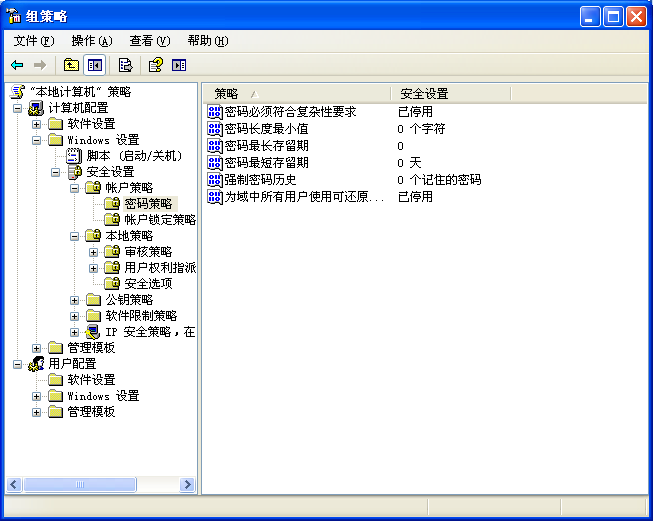 组策略
文件(F) 操作(A) 查看(V) 帮助(H)
"本地计算机" 策略
计算机配置
软件设置
Windows 设置
脚本 (启动/关机)
安全设置
帐户策略
密码策略
帐户锁定策略
本地策略
审核策略
用户权利指派
安全选项
公钥策略
软件限制策略
IP 安全策略，在
管理模板
用户配置
软件设置
Windows 设置
管理模板
策略 安全设置
密码必须符合复杂性要求 已停用
密码长度最小值 0 个字符
密码最长存留期 0
密码最短存留期 0 天
强制密码历史 0 个记住的密码
为域中所有用户使用可还原... 已停用